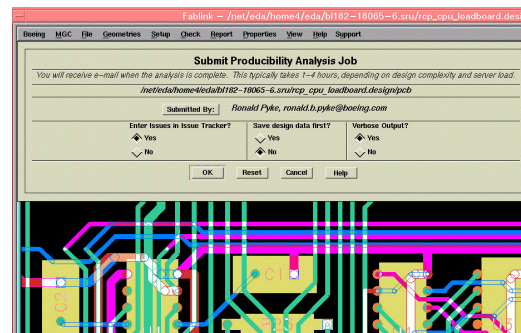 Fablink – /net/eda/home4/eda/bl182-18065-6.sru/rcp_cpu_loadboard.des
Boeing MGC File Geometries Setup Check Report Properties View Help Support
Submit Producibility Analysis Job
You will receive e-mail when the analysis is complete. This typically takes 1-4 hours, depending on design complexity and server load.
/net/eda/home4/eda/bl182-18065-6.sru/rcp_cpu_loadboard.design/pcb
Submitted By: Ronald Pyke, ronald.b.pyke@boeing.com
Enter Issues in Issue Tracker? Save design data first? Verbose Output?
Yes Yes Yes
No No No
OK Reset Cancel Help